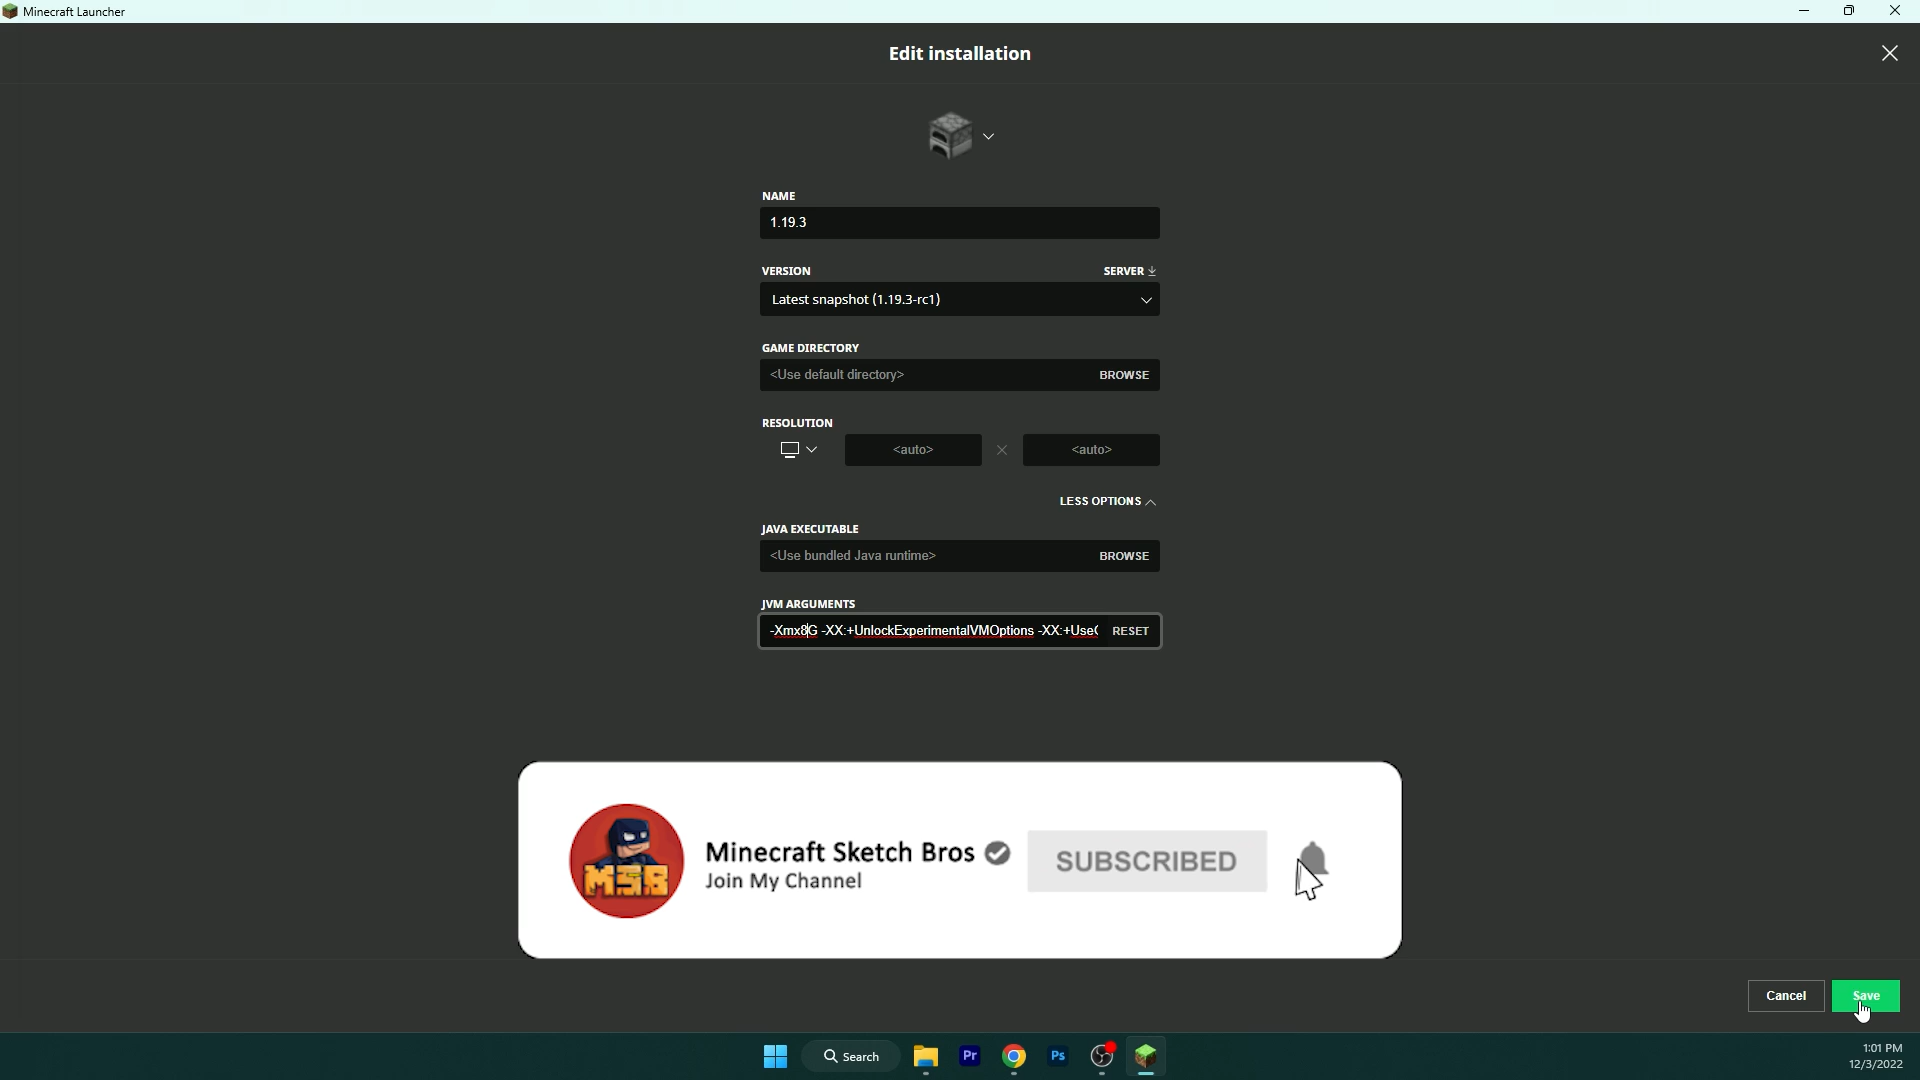 Minecraft Launcher
Edit installation
NAME
1.19.3
VERSION
SERVER
Latest snapshot (1.19.3-rc1)
GAME DIRECTORY
<Use default directory>
BROWSE
RESOLUTION
<auto>
<auto>
LESS OPTIONS
JAVA EXECUTABLE
<Use bundled Java runtime>
BROWSE
JVM ARGUMENTS
-Xmx8G -XX:+UnlockExperimentalVMOptions -XX:+Use
RESET
MSB
Minecraft Sketch Bros
Join My Channel
SUBSCRIBED
Cancel
Save
Search
Pr
Ps
1:01 PM
12/3/2022